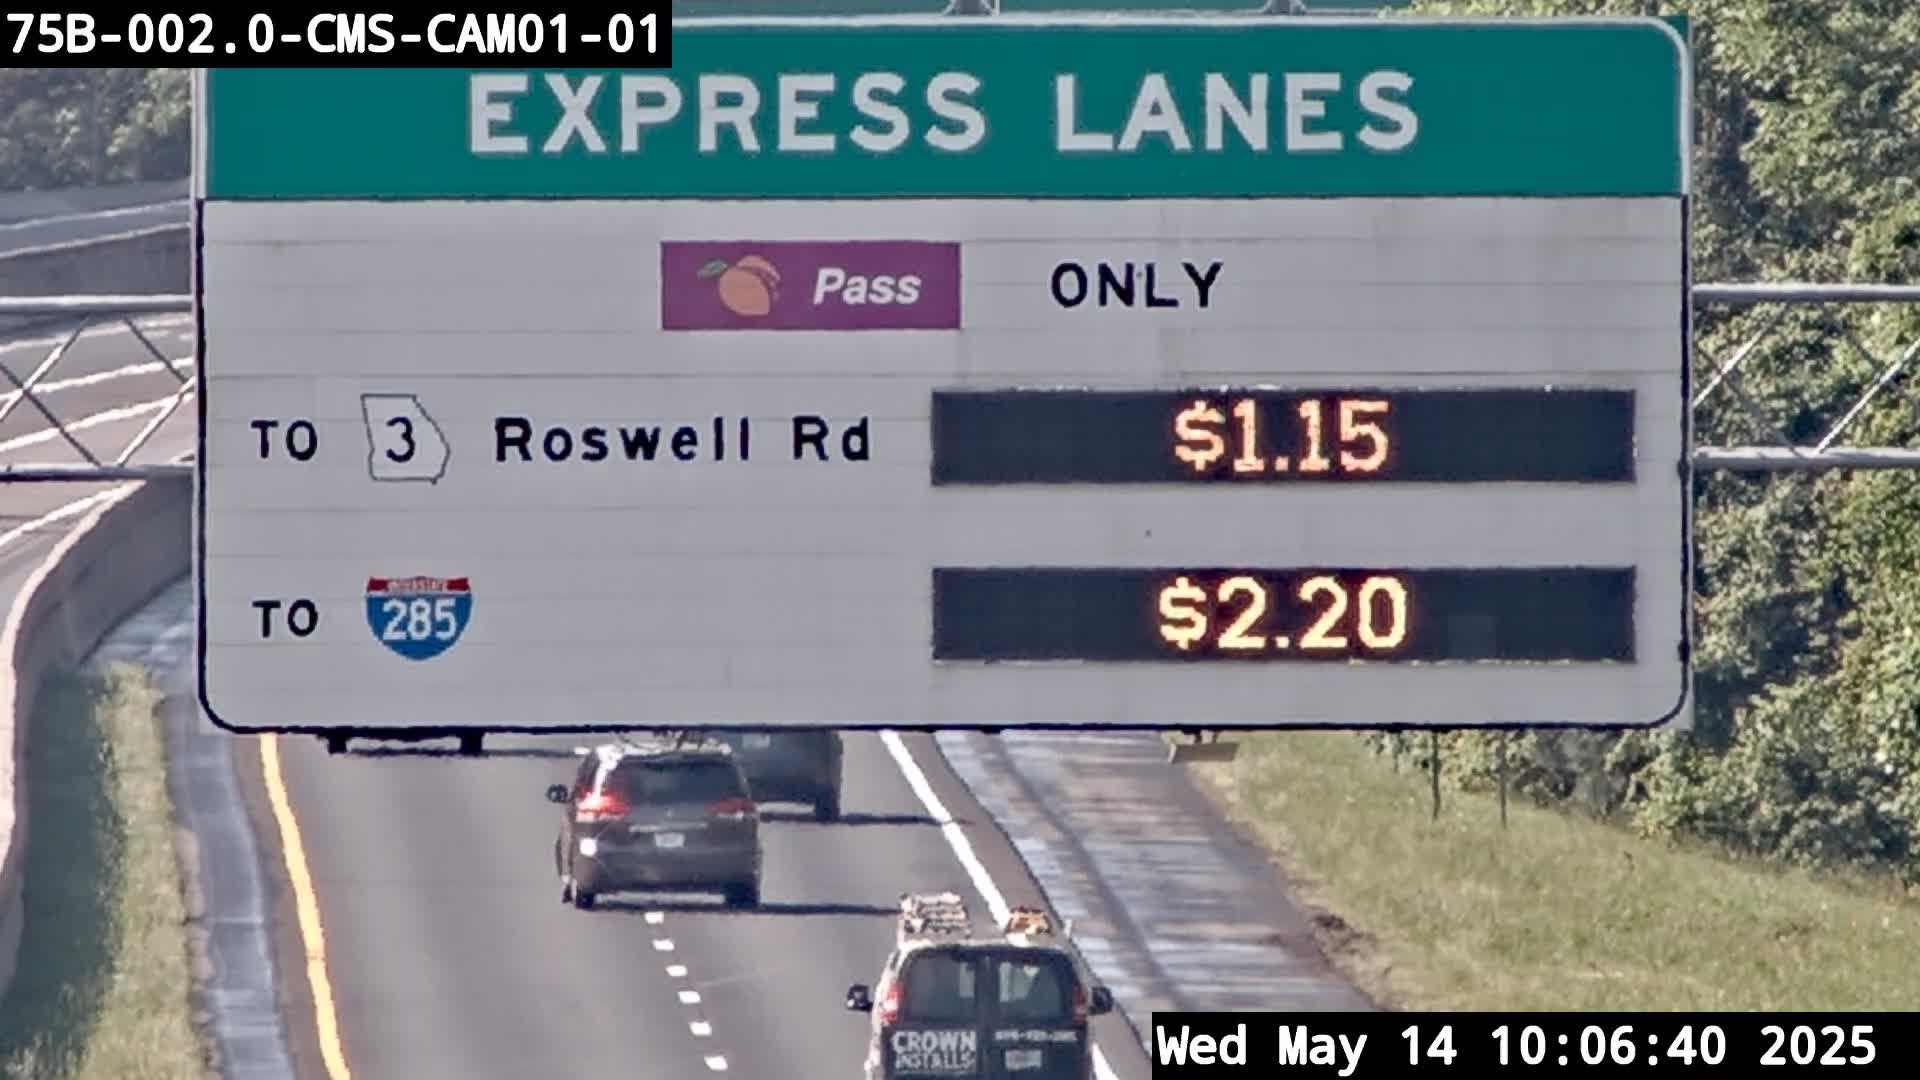 75B-002.0-CMS-CAM01-01
EXPRESS LANES
Pass ONLY
TO 3 Roswell Rd $1.15
TO INTERSTATE 285 $2.20
CROWN
INSTALLS
Wed May 14 10:06:40 2025